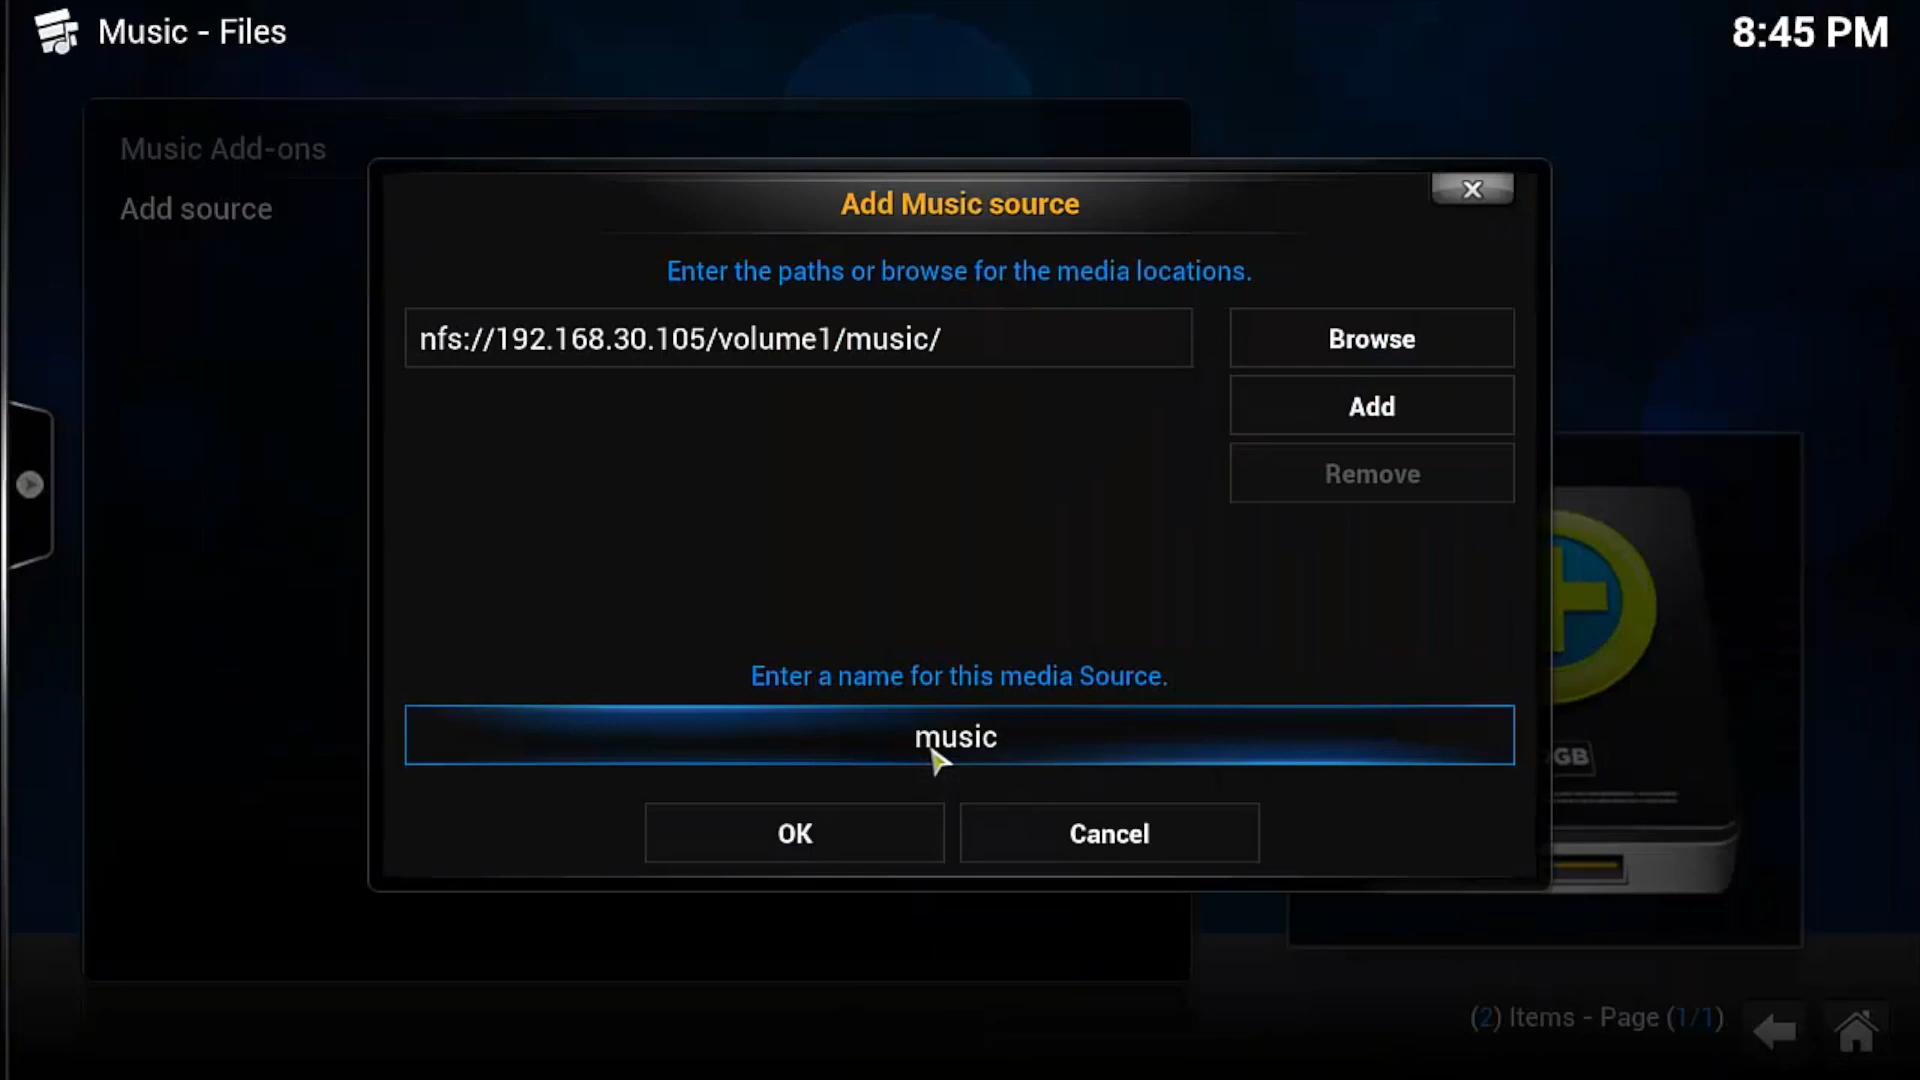 Music - Files
8:45 PM
Music Add-ons
Add source
Add Music source
Enter the paths or browse for the media locations.
nfs://192.168.30.105/volume1/music/
Browse
Add
Remove
Enter a name for this media Source.
music
GB
OK
Cancel
(2) Items - Page (1/1)